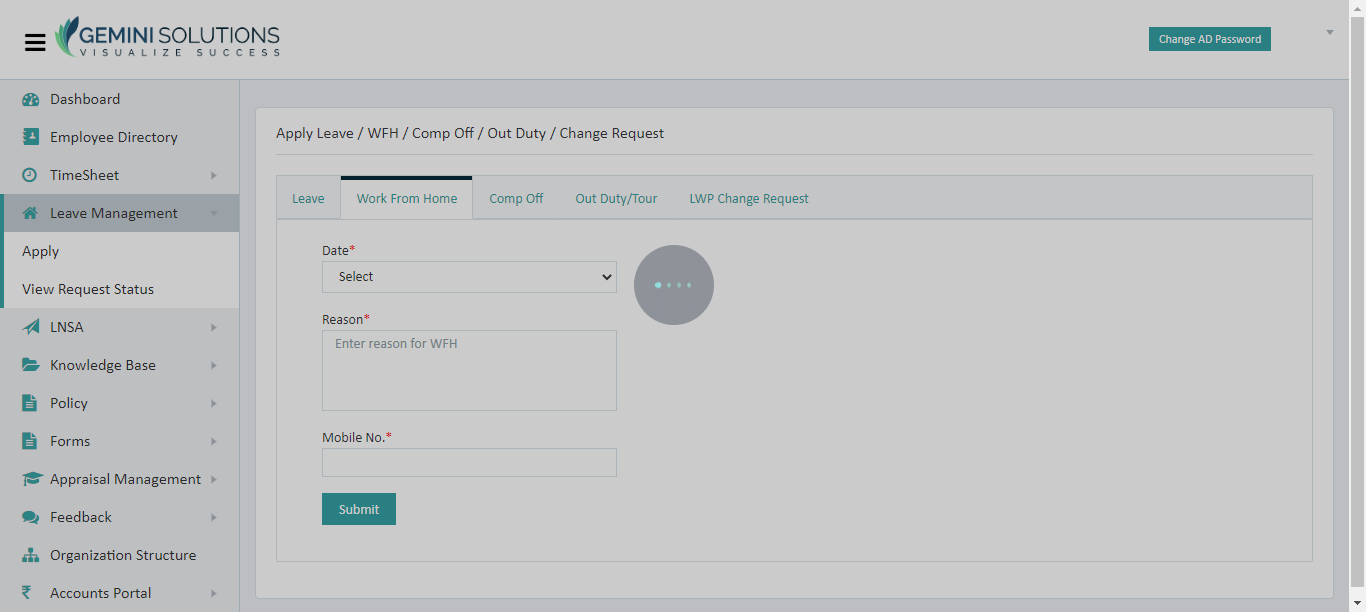 GEMINI SOLUTIONS
VISUALIZE SUCCESS
Change AD Password
Dashboard
Employee Directory
TimeSheet
Leave Management
Apply
View Request Status
LNSA
Knowledge Base
Policy
Forms
Appraisal Management
Feedback
Organization Structure
₹ Accounts Portal
Apply Leave / WFH / Comp Off / Out Duty / Change Request
Leave Work From Home Comp Off Out Duty/Tour LWP Change Request
Date*
Select
Reason*
Enter reason for WFH
Mobile No.*
Submit